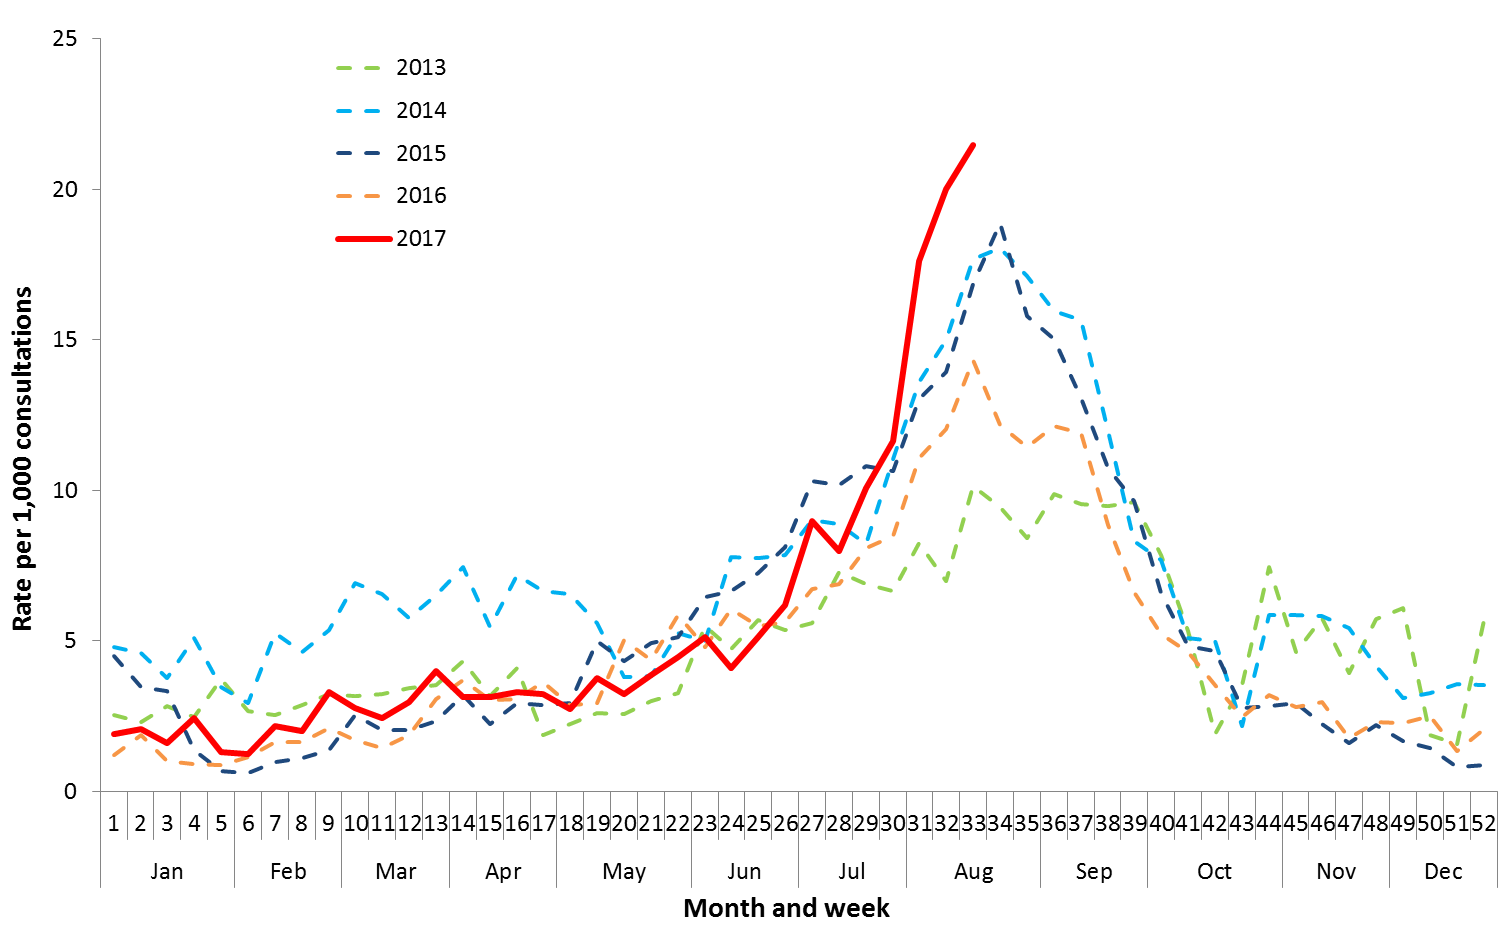 25
20
15
10
5
0
Rate per 1,000 consultations
2013
2014
2015
2016
2017
1 2 3 4 5 6 7 8 9 10 11 12 13 14 15 16 17 18 19 20 21 22 23 24 25 26 27 28 29 30 31 32 33 34 35 36 37 38 39 40 41 42 43 44 45 46 47 48 49 50 51 52
Jan Feb Mar Apr May Jun Jul Aug Sep Oct Nov Dec
Month and week